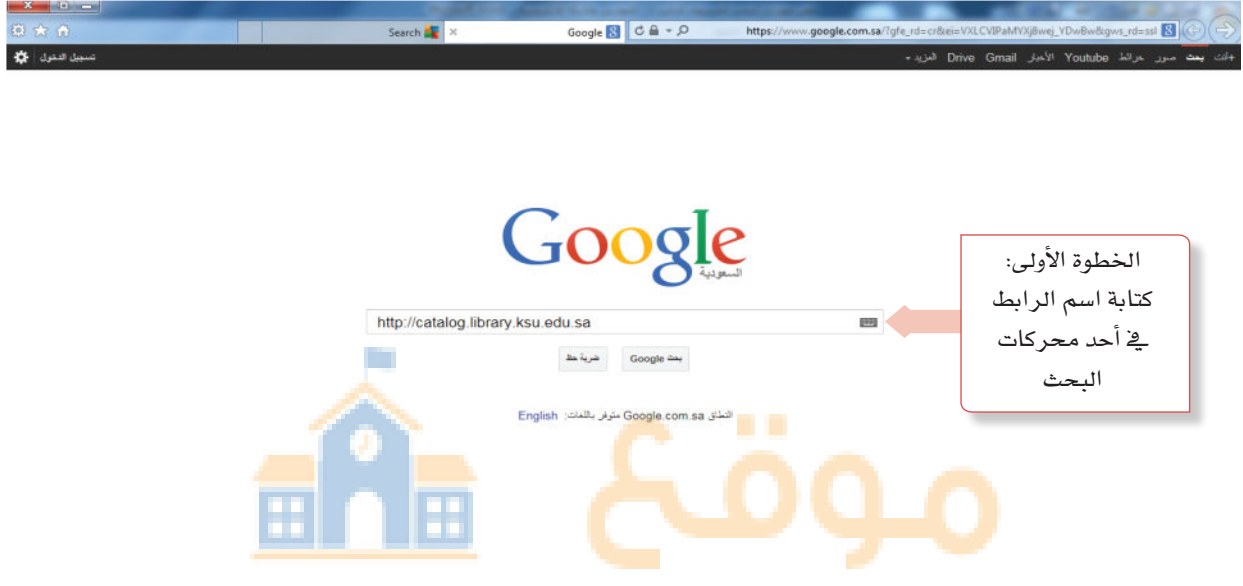 Search
Google
https://www.google.com.sa/?gfe_rd=cr&ei=VXLCVIPaMYXj8wej_YDwBw&gws_rd=ssl
+أنت بحث صور خرائط Youtube الأخبار Gmail Drive المزيد
تسجيل الدخول
Google
السعودية
http://catalog.library.ksu.edu.sa
بحث Google ضربة حظ
النطاق Google.com.sa متوفر باللغات: English
الخطوة الأولى:
كتابة اسم الرابط
في أحد محركات
البحث
موقع